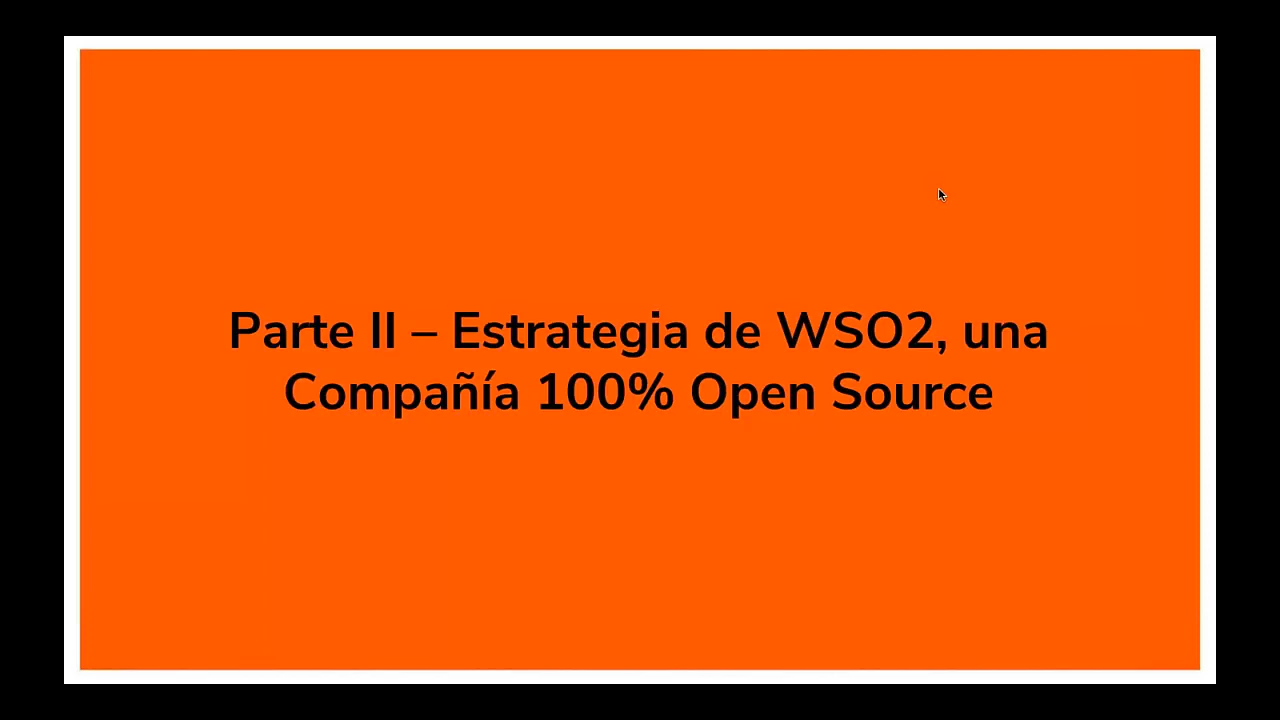 Parte II – Estrategia de WSO2, una
Compañía 100% Open Source